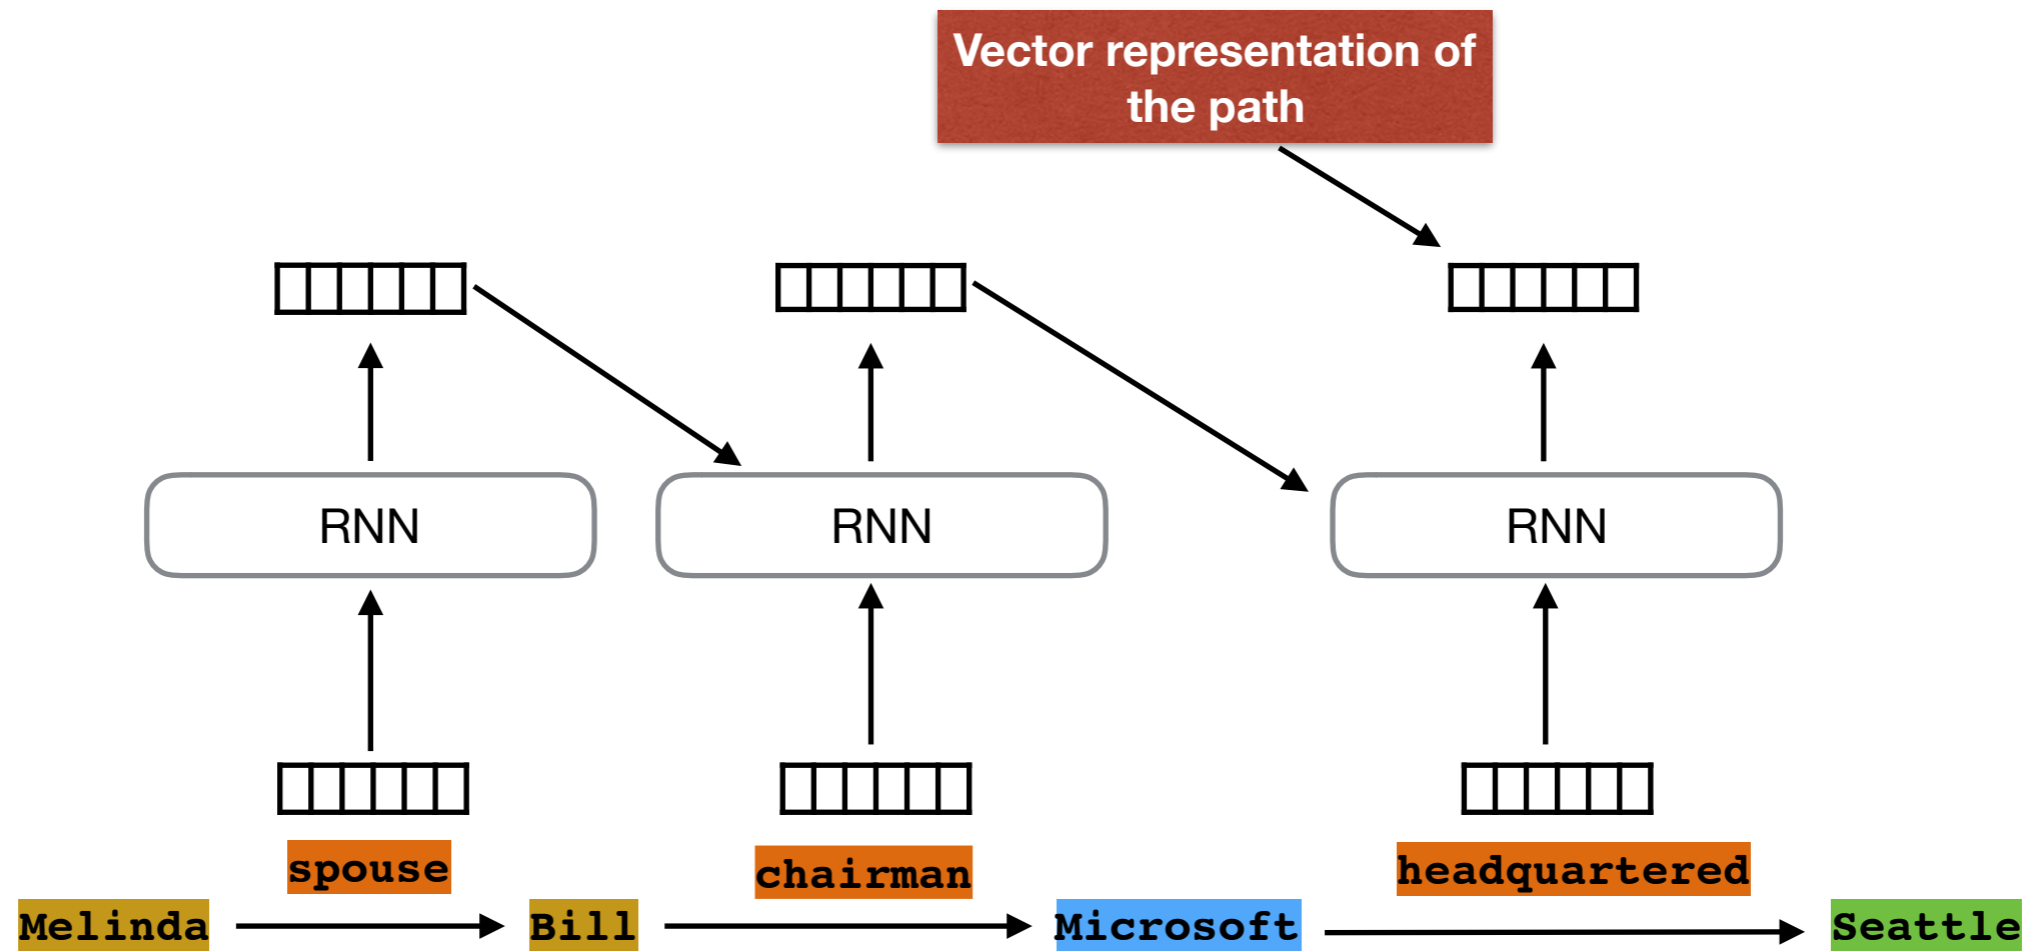 Vector representation of
the path
RNN
RNN
RNN
spouse
chairman
headquartered
Melinda
Bill
Microsoft
Seattle